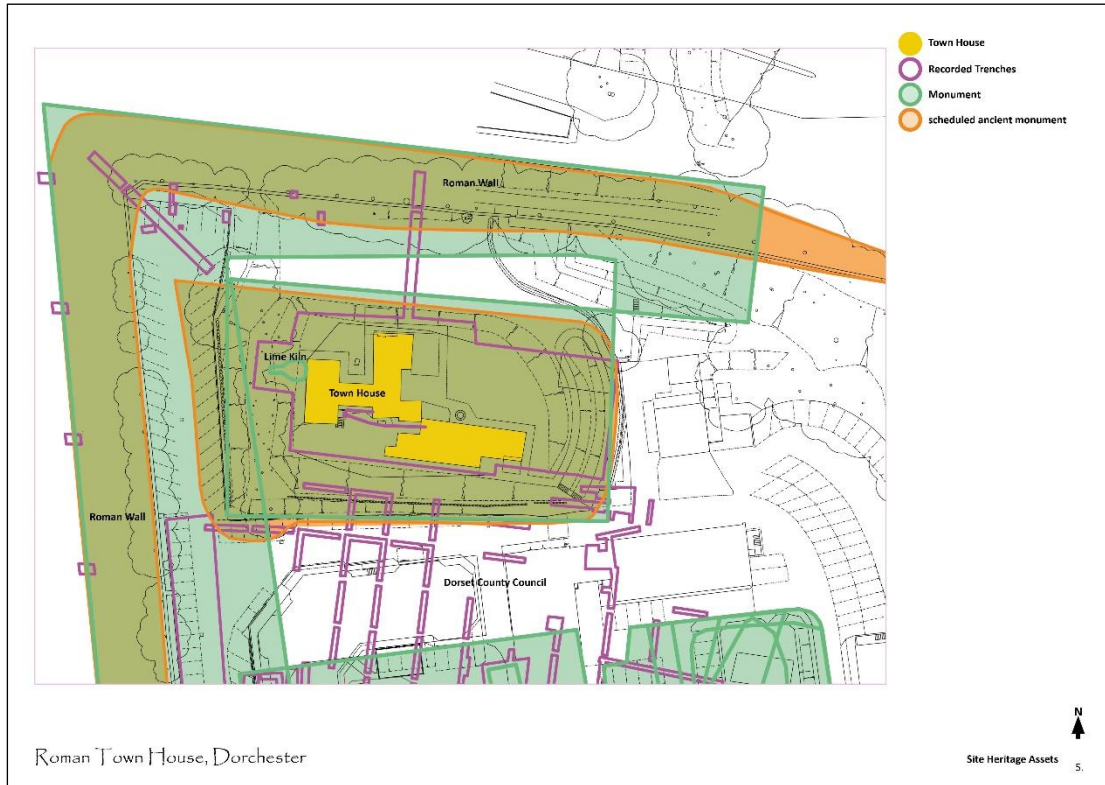 Town House
Recorded Trenches
Monument
scheduled ancient monument
Roman Wall
Lime Kiln
Town House
Roman Wall
Dorset County Council
N
Roman Town House, Dorchester
Site Heritage Assets
5.